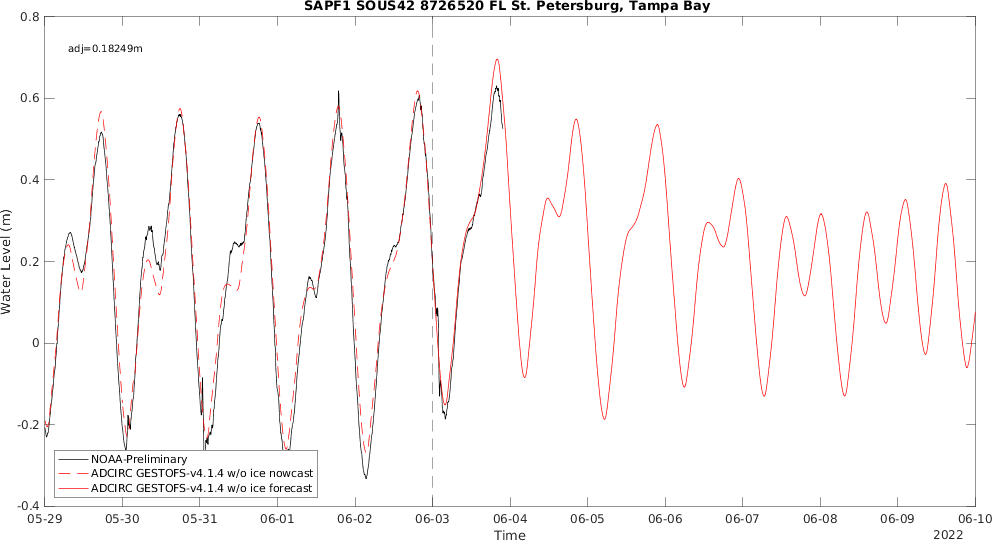 SAPF1 SOUS42 8726520 FL St. Petersburg, Tampa Bay
adj=0.18249m
0.8
0.6
0.4
0.2
0
-0.2
-0.4
Water Level (m)
NOAA-Preliminary
ADCIRC GESTOFS-v4.1.4 w/o ice nowcast
ADCIRC GESTOFS-v4.1.4 w/o ice forecast
05-29 05-30 05-31 06-01 06-02 06-03 06-04 06-05 06-06 06-07 06-08 06-09 06-10
Time
2022